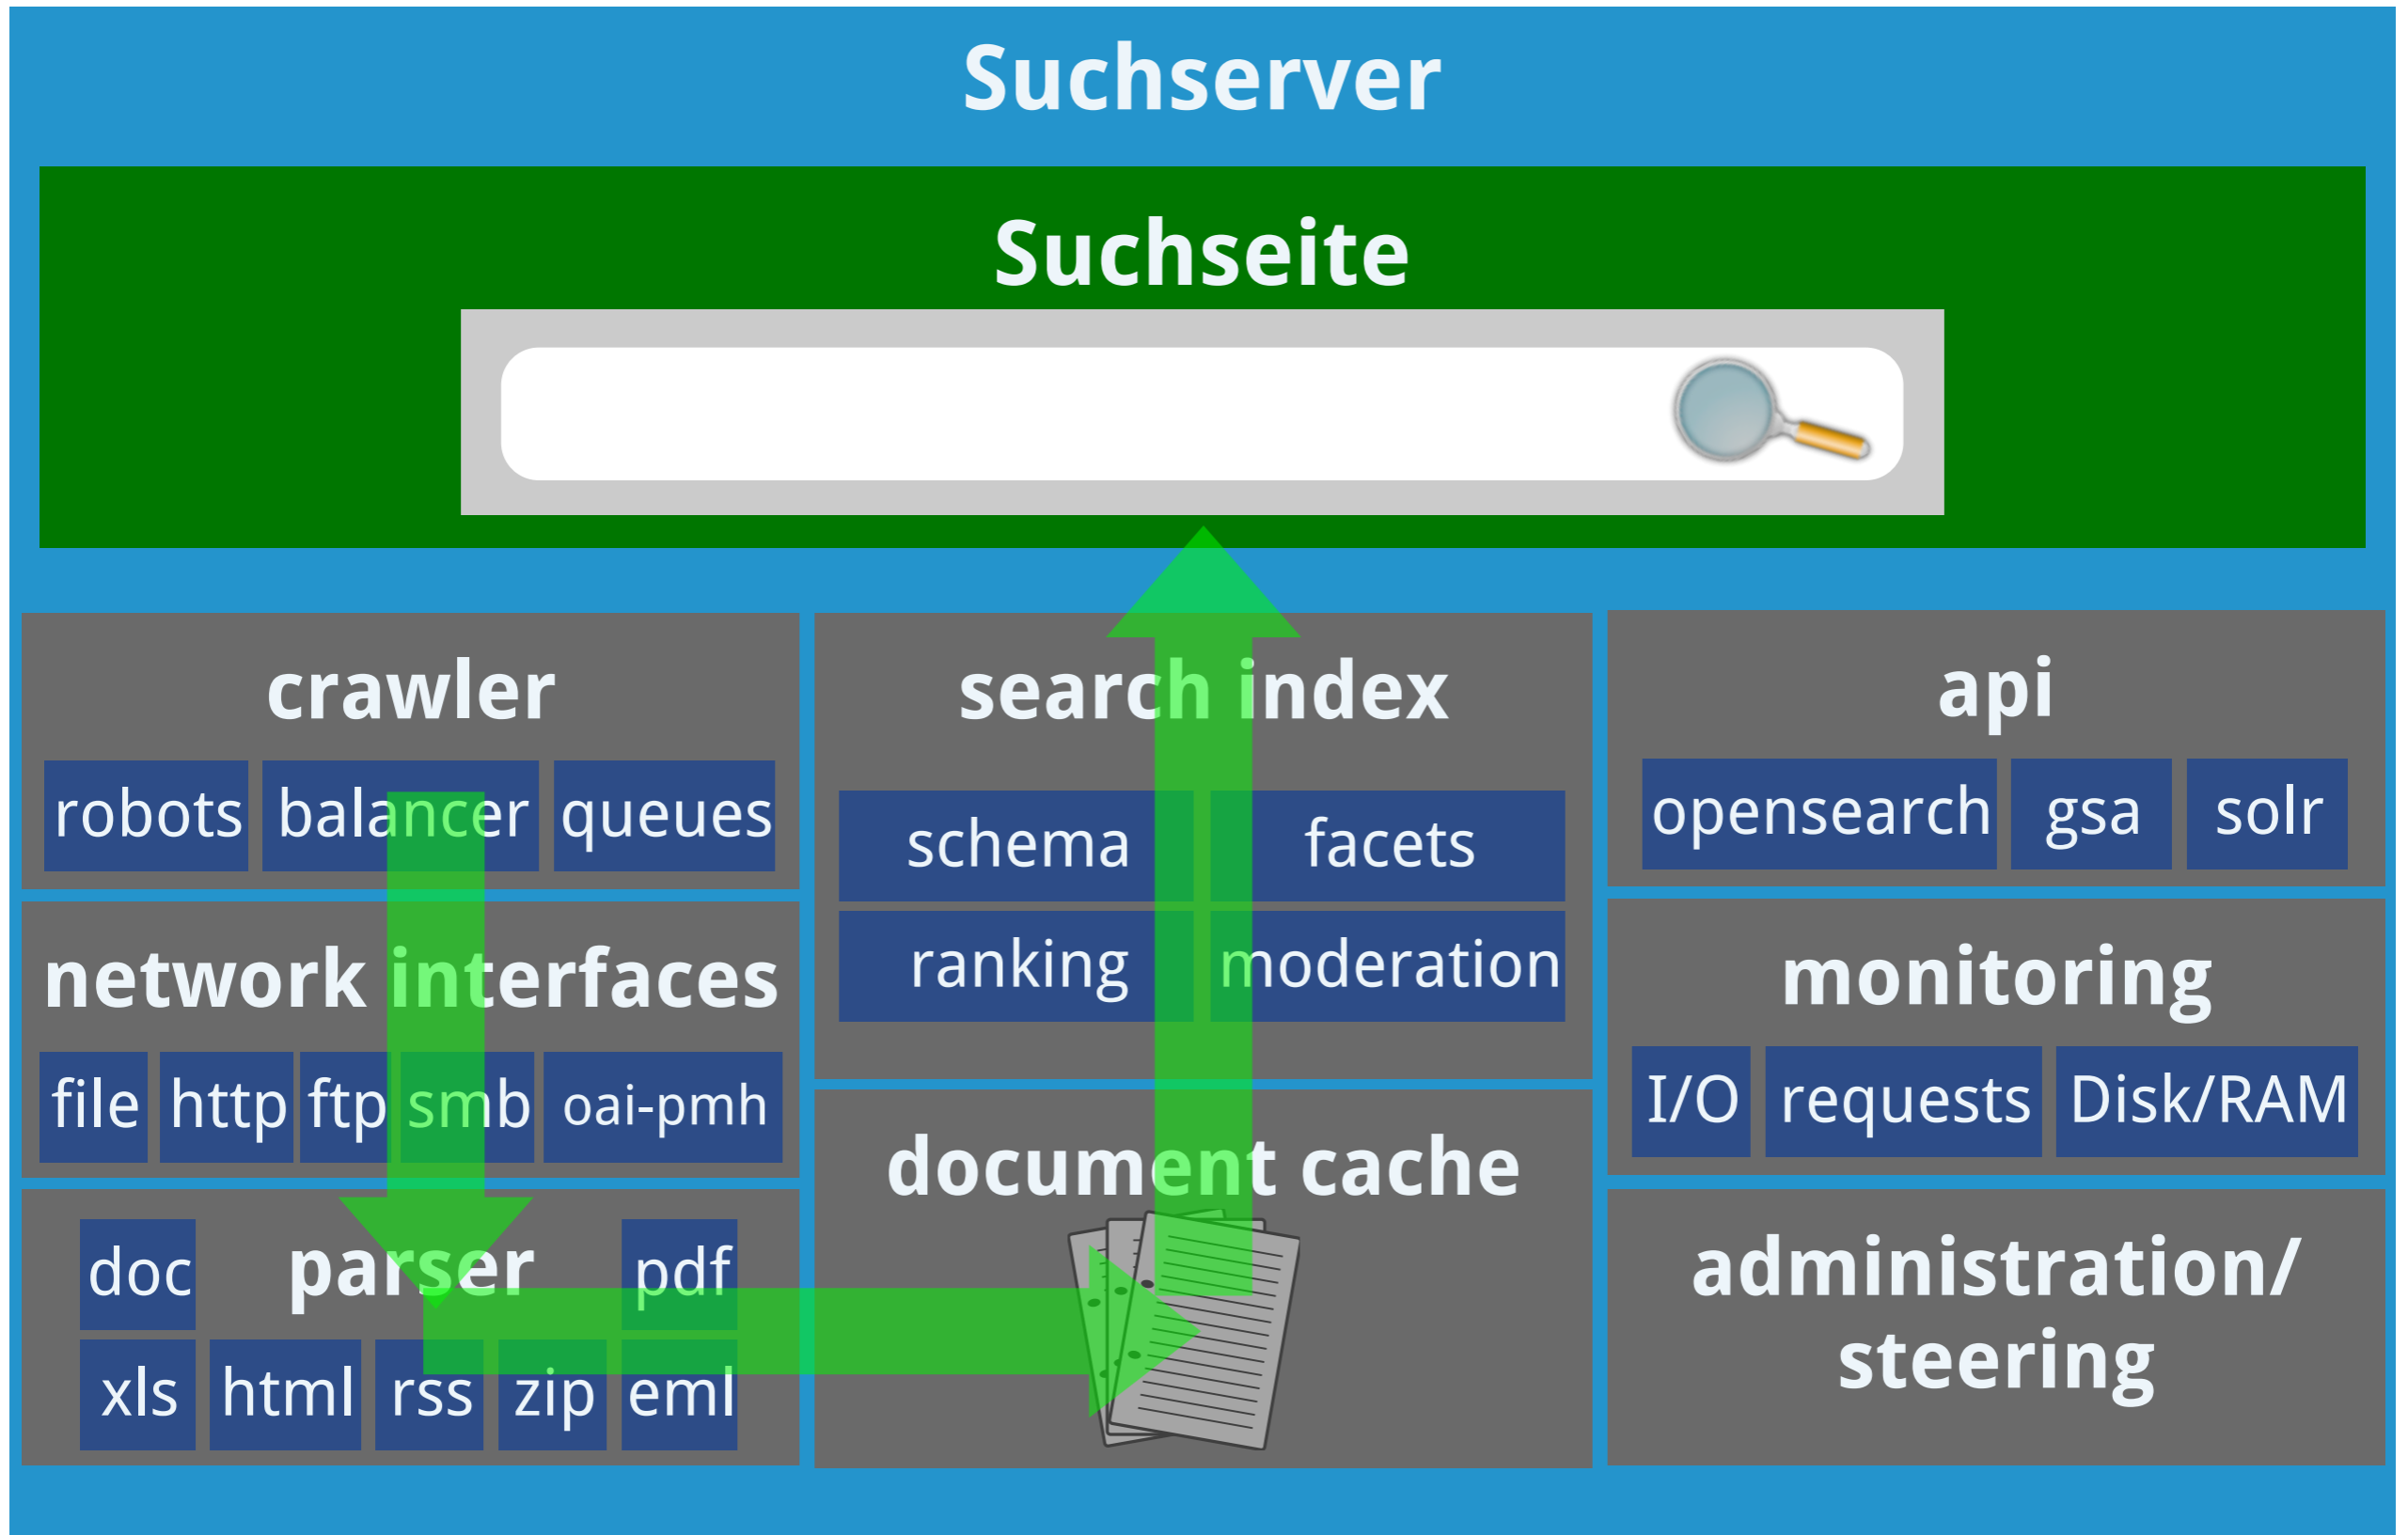 Suchserver
Suchseite
crawler
robots balancer queues
network interfaces
file http ftp smb oai-pmh
doc parser pdf
xls html rss zip eml
search index
schema facets
ranking moderation
document cache
api
opensearch gsa solr
monitoring
I/O requests Disk/RAM
administration/
steering